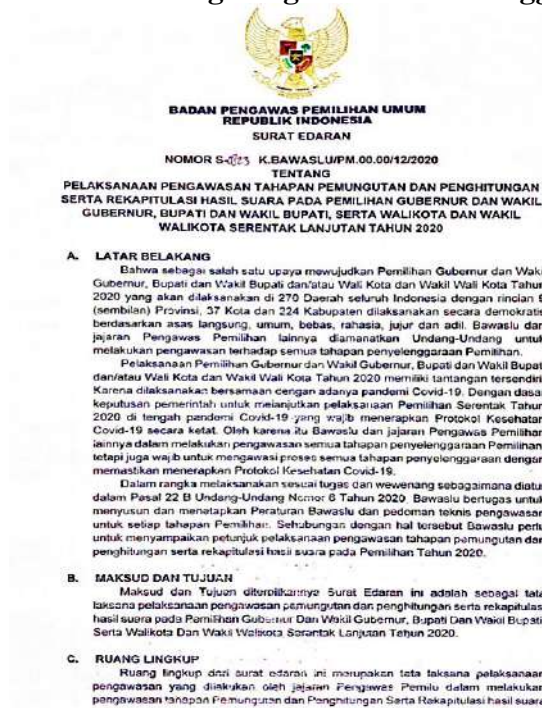 BADAN PENGAWAS PEMILIHAN UMUM
REPUBLIK INDONESIA
SURAT EDARAN
NOMOR S- K.BAWASLU/PM.00.00/12/2020
TENTANG
PELAKSANAAN PENGAWASAN TAHAPAN PEMUNGUTAN DAN PENGHITUNGAN
SERTA REKAPITULASI HASIL SUARA PADA PEMILIHAN GUBERNUR DAN WAKIL
GUBERNUR, BUPATI DAN WAKIL BUPATI, SERTA WALIKOTA DAN WAKIL
WALIKOTA SERENTAK LANJUTAN TAHUN 2020
A. LATAR BELAKANG
Bahwa sebagai salah satu upaya mewujudkan Pemilihan Gubernur dan Waki
Gubernur, Bupati dan Wakil Bupati dan/atau Wali Kota dan Wakil Wali Kota Tahur
2020 yang akan dilaksanakan di 270 Daerah seluruh Indonesia dengan rincian 9
(sembilan) Provinsi, 37 Kota dan 224 Kabupaten dilaksanakan secara demokratis
berdasarkan asas langsung, umum, bebas, rahasia, jujur dan adil. Bawaslu dan
jajaran Pengawas Pemilihan lainnya diamanatkan Undang-Undang untuk
melakukan pengawasan terhadap semua tahapan penyelenggaraan Pemilihan.
Pelaksanaan Pemilihan Gubernur dan Wakil Gubernur, Bupati dan Wakil Bupati
dan/atau Wali Kota dan Wakil Wali Kota Tahun 2020 memiliki tantangan tersendiri
Karena dilaksanakan bersamaan dengan adanya pandemi Covid-19. Dengan dasar
keputusan pemerintah untuk melanjutkan pelaksanaan Pemilihan Serentak Tahun
2020 di tengah pandemi Covid-19 yang wajib menerapkan Protokol Kesehatan
Covid-19 secara ketat. Oleh karena itu Bawaslu dan jajaran Pengawas Pemilihan
lainnya dalam melakukan pengawasan semua tahapan penyelenggaraan Pemilihan
tetapi juga wajib untuk mengawasi proses semua tahapan penyelenggaraan dengan
memastikan menerapkan Protokol Kesehatan Covid-19.
Dalam rangka melaksanakan sesuai tugas dan wewenang sebagaimana diatur
dalam Pasal 22 B Undang-Undang Nomor 6 Tahun 2020, Bawaslu bertugas untuk
menyusun dan menetapkan Peraturan Bawaslu dan pedoman teknis pengawasan
untuk setiap tahapan Pemilihan. Sehubungan dengan hal tersebut Bawaslu perlu
untuk menyampaikan petunjuk pelaksanaan pengawasan tahapan pemungutan dan
penghitungan serta rekapitulasi hasil suara pada Pemilihan Tahun 2020.
B. MAKSUD DAN TUJUAN
Maksud dan Tujuan diterbitkannya Surat Edaran ini adalah sebagai tata
laksana pelaksanaan pengawasan pemungutan dan penghitungan serta rekapitulasi
hasil suara pada Pemilihan Gubernur Dan Wakil Gubernur, Bupati Dan Wakil Bupati
Serta Walikota Dan Wakil Walikota Serentak Lanjutan Tahun 2020.
C. RUANG LINGKUP
Ruang lingkup dari surat edaran ini merupakan tata laksana pelaksanaan
pengawasan yang dilakukan oleh jajaran Pengawas Pemilu dalam melakukan
pengawasan tahapan Pemungutan dan Penghitungan Serta Rekapitulasi hasil suara